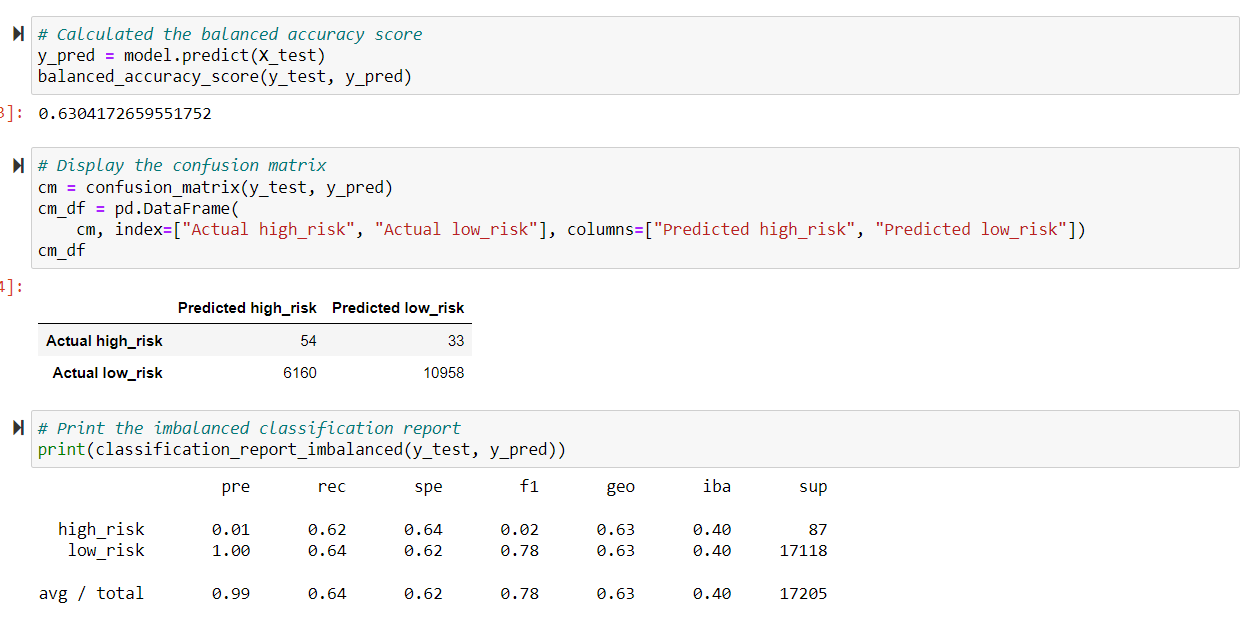 # Calculated the balanced accuracy score
y_pred = model.predict(X_test)
balanced_accuracy_score(y_test, y_pred)
3]: 0.6304172659551752
# Display the confusion matrix
cm = confusion_matrix(y_test, y_pred)
cm_df = pd.DataFrame(
    cm, index=["Actual high_risk", "Actual low_risk"], columns=["Predicted high_risk", "Predicted low_risk"])
cm_df
4]:
Predicted high_risk Predicted low_risk
Actual high_risk 54 33
Actual low_risk 6160 10958
# Print the imbalanced classification report
print(classification_report_imbalanced(y_test, y_pred))
pre rec spe f1 geo iba sup
high_risk 0.01 0.62 0.64 0.02 0.63 0.40 87
low_risk 1.00 0.64 0.62 0.78 0.63 0.40 17118
avg / total 0.99 0.64 0.62 0.78 0.63 0.40 17205